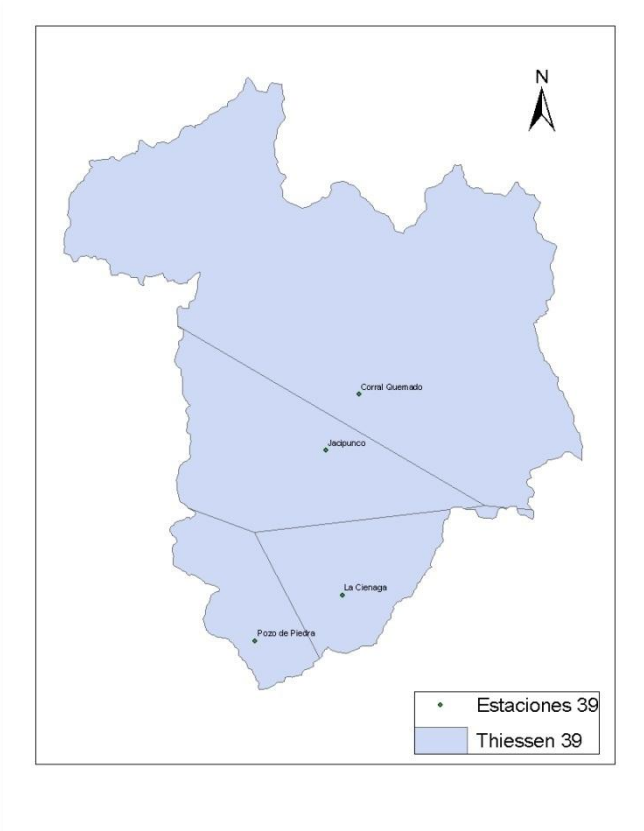 N
Corral Quemado
Jacipunco
La Cienaga
Pozo de Piedra
Estaciones 39
Thiessen 39